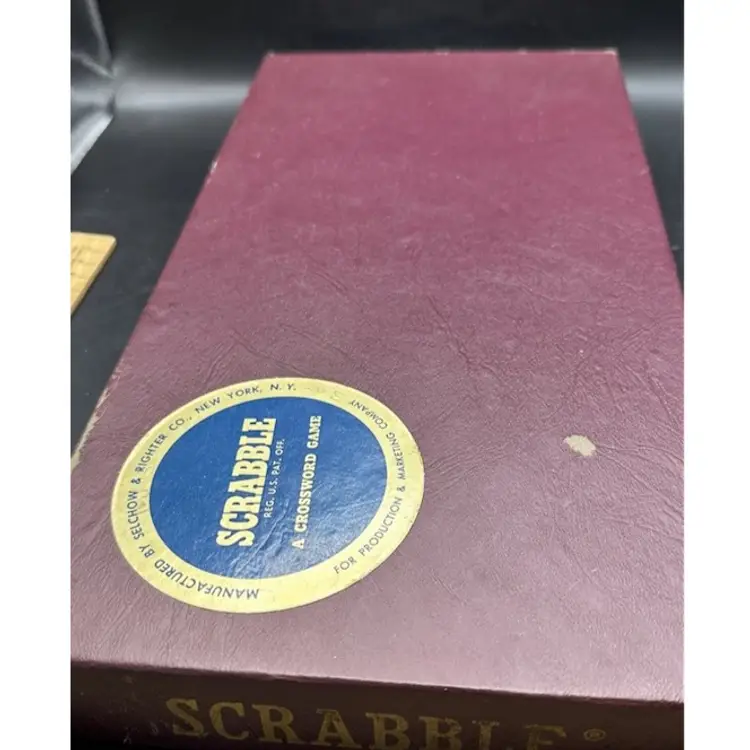 MANUFACTURED BY SELCHOW & RIGHTER CO., NEW YORK, N. Y.
FOR PRODUCTION & MARKETING COMPANY
SCRABBLE
REG. U.S. PAT. OFF.
A CROSSWORD GAME
SCRABBLE®